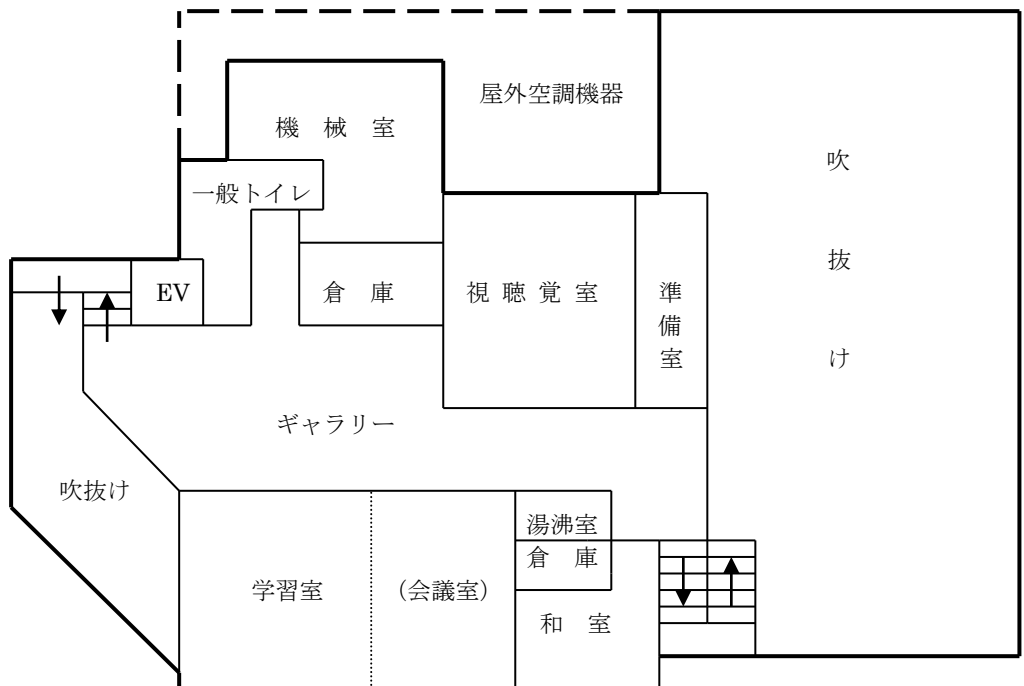 屋外空調機器
機 械 室
吹
抜
け
一般トイレ
EV
倉 庫
視 聴 覚 室
準
備
室
ギャラリー
吹抜け
湯沸室
倉 庫
学習室
(会議室)
和 室